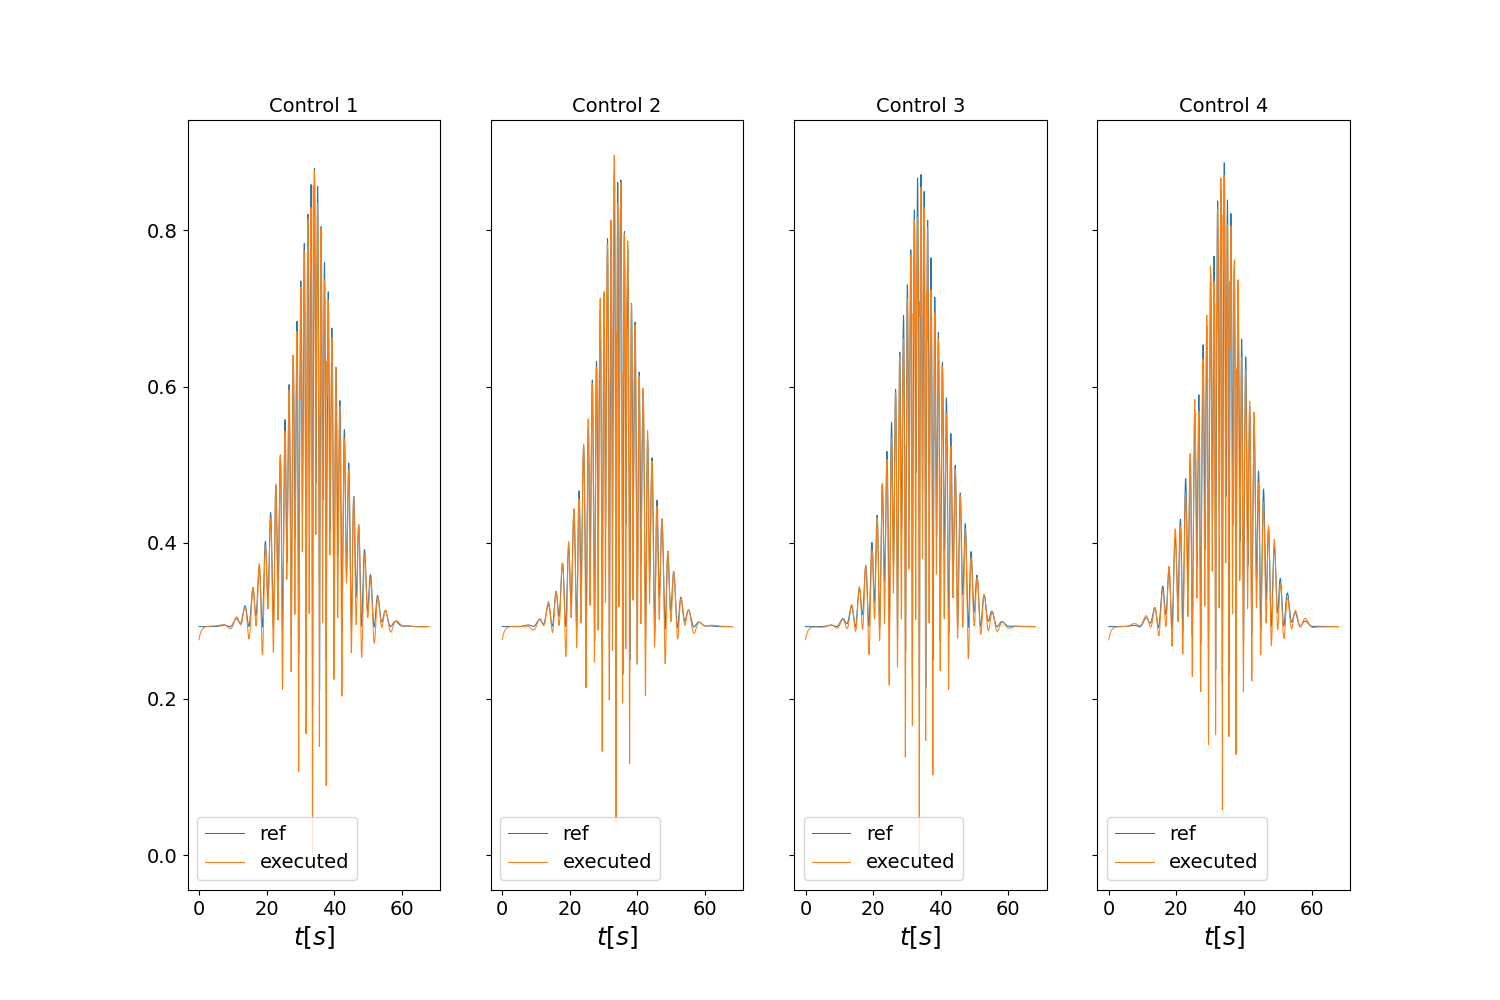 Control 1
Control 2
Control 3
Control 4
0.8
0.6
0.4
0.2
0.0
ref
executed
ref
executed
ref
executed
ref
executed
0 20 40 60
0 20 40 60
0 20 40 60
0 20 40 60
t[s]
t[s]
t[s]
t[s]